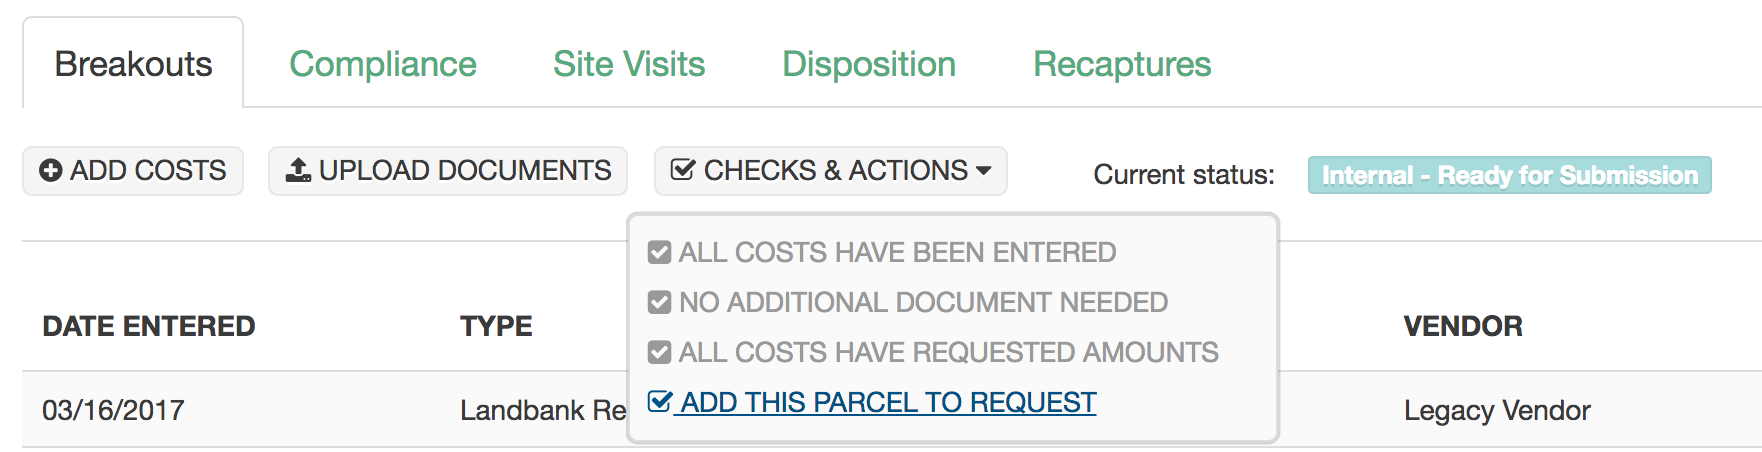 Breakouts Compliance Site Visits Disposition Recaptures
ADD COSTS UPLOAD DOCUMENTS CHECKS & ACTIONS Current status: Internal - Ready for Submission
ALL COSTS HAVE BEEN ENTERED
NO ADDITIONAL DOCUMENT NEEDED
ALL COSTS HAVE REQUESTED AMOUNTS
ADD THIS PARCEL TO REQUEST
DATE ENTERED TYPE VENDOR
03/16/2017 Landbank Re Legacy Vendor